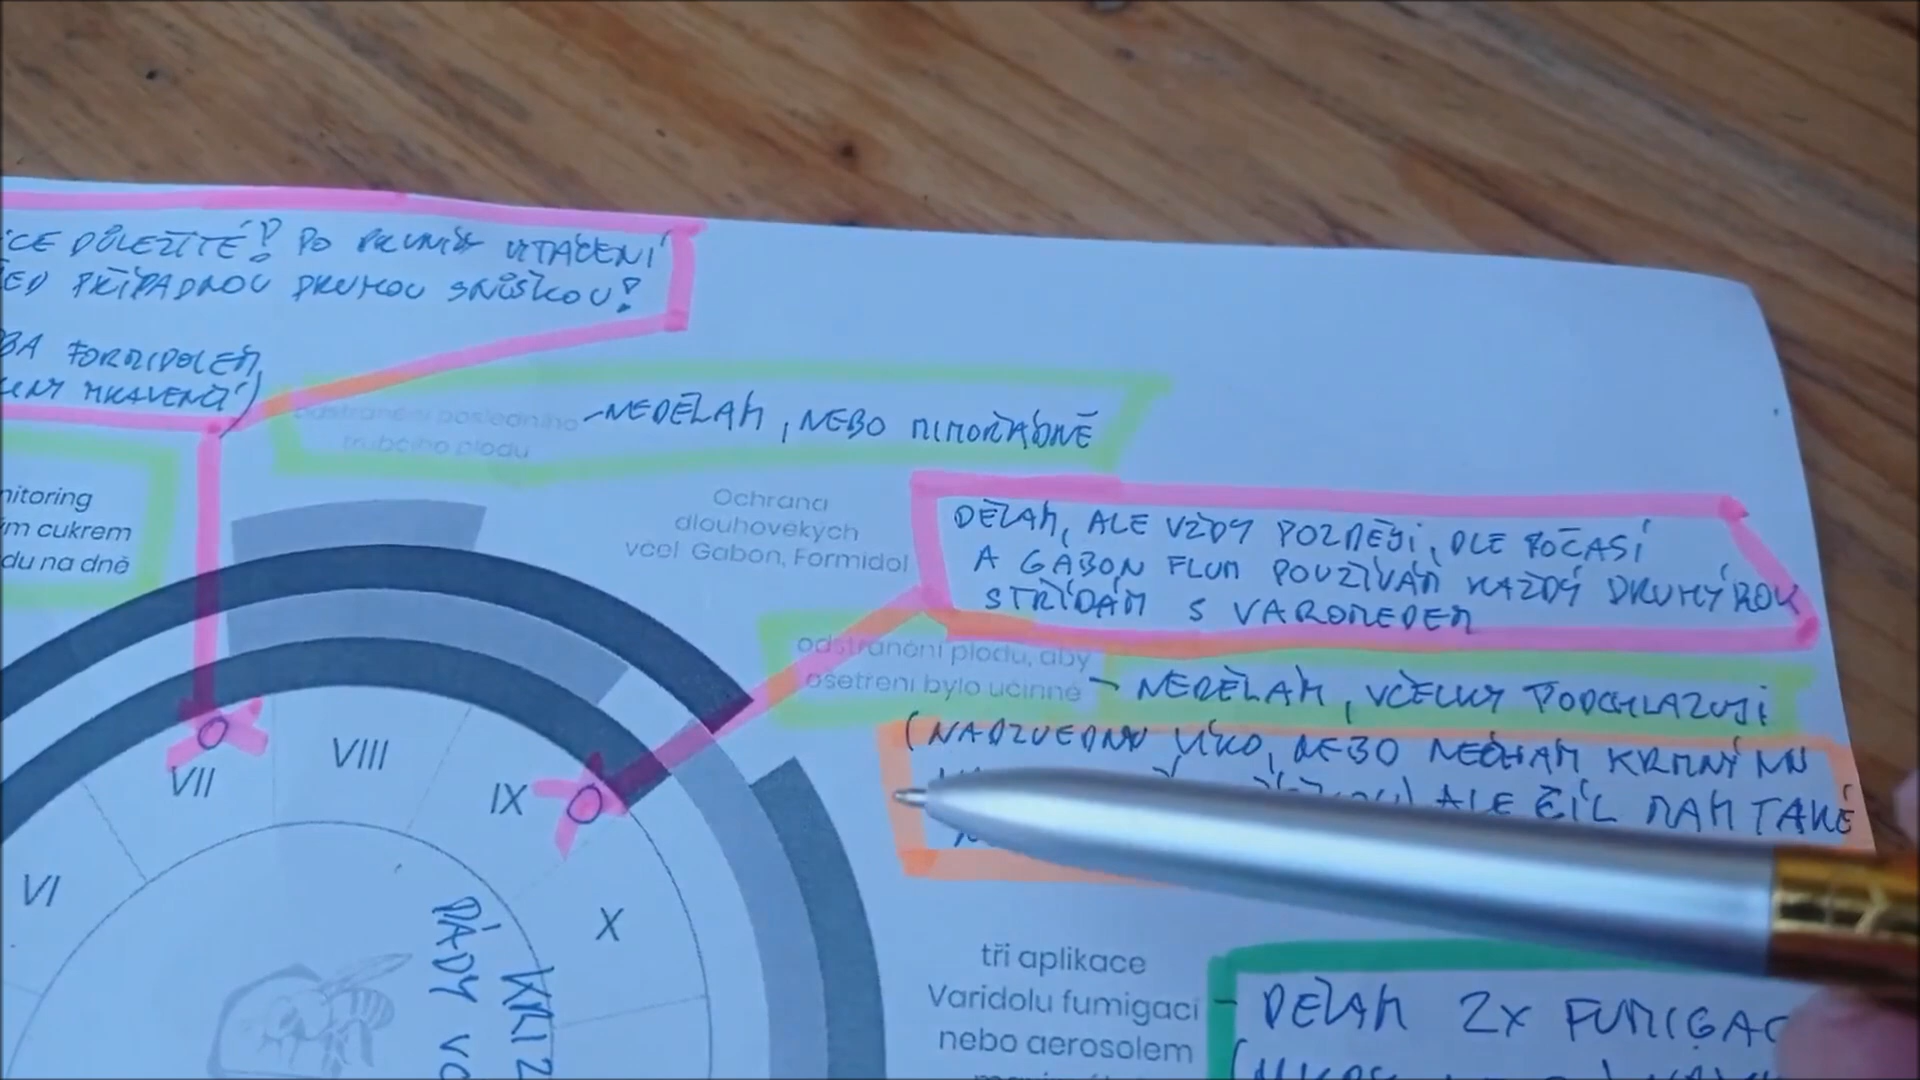 CE DŮLEŽITÉ! PO PRVNÍM VYTÁČENÍ
ED PŘÍPADNOU DRUHOU SNŮŠKOU!
BA FORMIDOLEM
MRAVENČÍ)
odstranění posledního
trubčího plodu
-NEDĚLÁM, NEBO MIMOŘÁDNĚ
nitoring
ým cukrem
du na dně
Ochrana
dlouhověkých
včel Gabon, Formidol
DĚLÁM, ALE VŽDY POZDĚJI, DLE POČASÍ
A GABON FLUM POUŽÍVÁM KAŽDÝ DRUHÝ ROK
STŘÍDÁM S VAROMEDEM
odstranění plodu, aby
ošetření bylo účinné
- NEDĚLÁM, VČELKY PODCHLAZUJI
(NADZVEDNU VÍKO, NEBO NECHÁM KRMNÝ
ALE CÍL MÁM TAKÉ
VI
VII
VIII
IX
X
tři aplikace
Varidolu fumigací
nebo aerosolem
- DĚLÁM 2X FUMIGAC